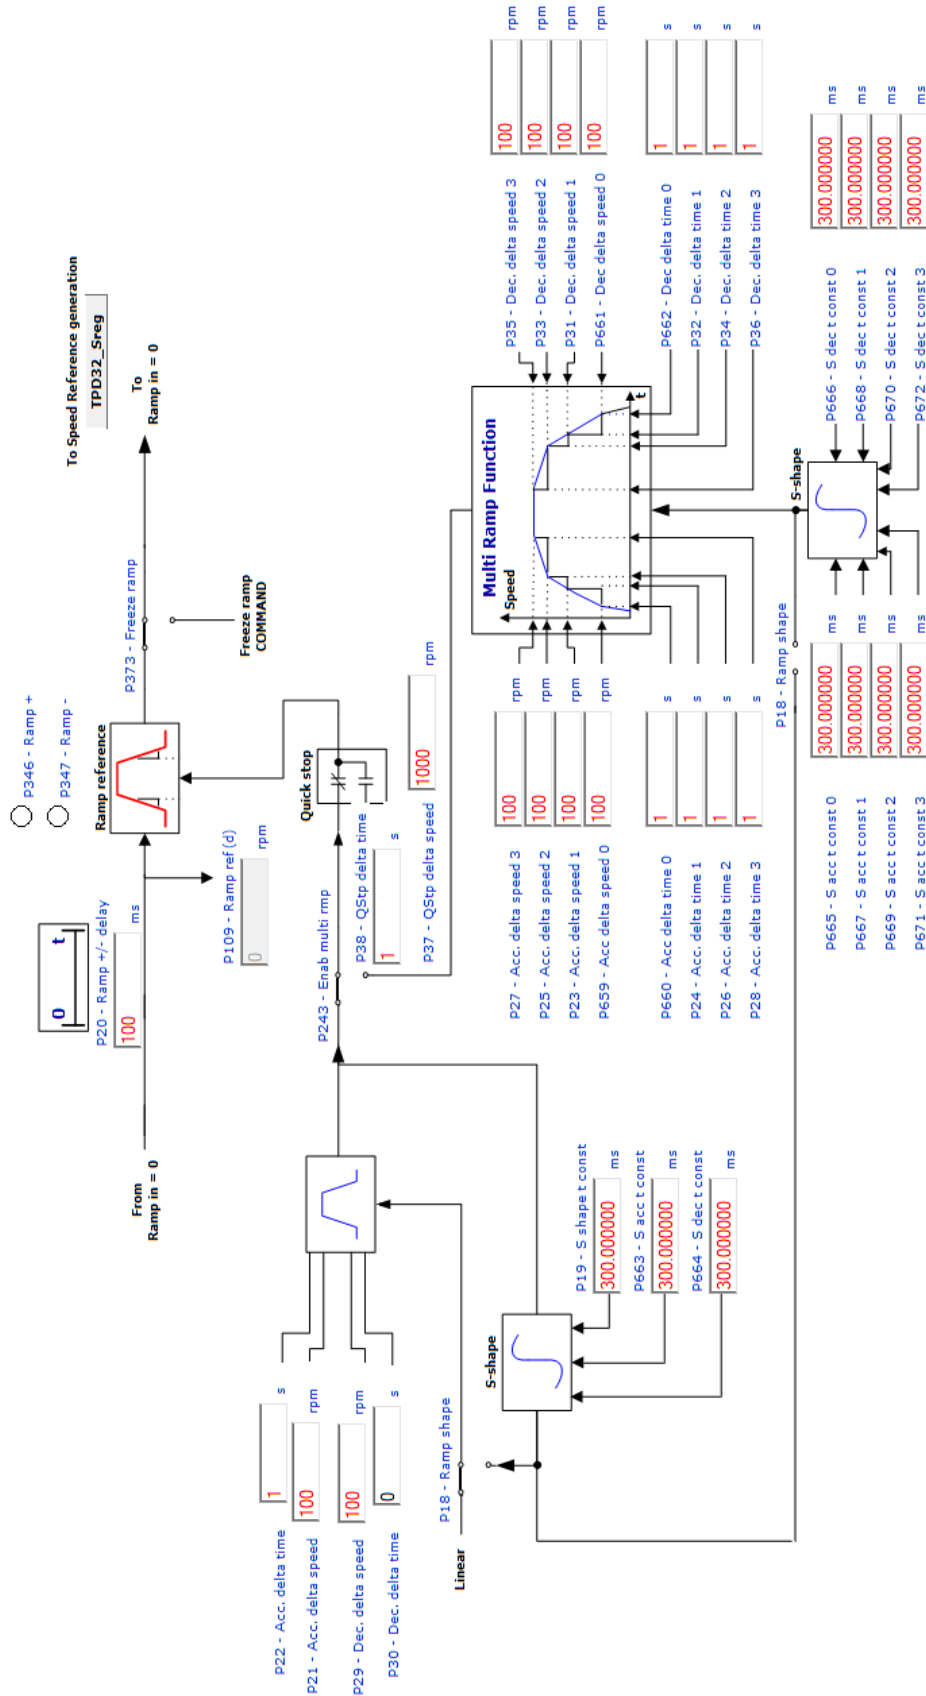 To Speed Reference generation
TPD32_Sreg
P346 - Ramp +
P347 - Ramp -
0 t
P20 - Ramp +/- delay
100 ms
Ramp reference
P373 - Freeze ramp
From
Ramp in = 0
To
Ramp in = 0
P109 - Ramp ref (d)
0 rpm
Freeze ramp
COMMAND
P22 - Acc. delta time
1 s
P21 - Acc. delta speed
100 rpm
P29 - Dec. delta speed
100 rpm
P30 - Dec. delta time
0 s
P243 - Enab multi rmp
Quick stop
P38 - QStp delta time
1 s
P37 - QStp delta speed
1000 rpm
Linear
P18 - Ramp shape
S-shape
P19 - S shape t const
300.000000 ms
P663 - S acc t const
300.000000 ms
P664 - S dec t const
300.000000 ms
Multi Ramp Function
Speed
t
P27 - Acc. delta speed 3
100 rpm
P25 - Acc. delta speed 2
100 rpm
P23 - Acc. delta speed 1
100 rpm
P659 - Acc delta speed 0
100 rpm
P660 - Acc delta time 0
1 s
P24 - Acc. delta time 1
1 s
P26 - Acc. delta time 2
1 s
P28 - Acc. delta time 3
1 s
P35 - Dec. delta speed 3
100 rpm
P33 - Dec. delta speed 2
100 rpm
P31 - Dec. delta speed 1
100 rpm
P661 - Dec delta speed 0
100 rpm
P662 - Dec delta time 0
1 s
P32 - Dec. delta time 1
1 s
P34 - Dec. delta time 2
1 s
P36 - Dec. delta time 3
1 s
P18 - Ramp shape
S-shape
P665 - S acc t const 0
300.000000 ms
P667 - S acc t const 1
300.000000 ms
P669 - S acc t const 2
300.000000 ms
P671 - S acc t const 3
300.000000 ms
P666 - S dec t const 0
300.000000 ms
P668 - S dec t const 1
300.000000 ms
P670 - S dec t const 2
300.000000 ms
P672 - S dec t const 3
300.000000 ms